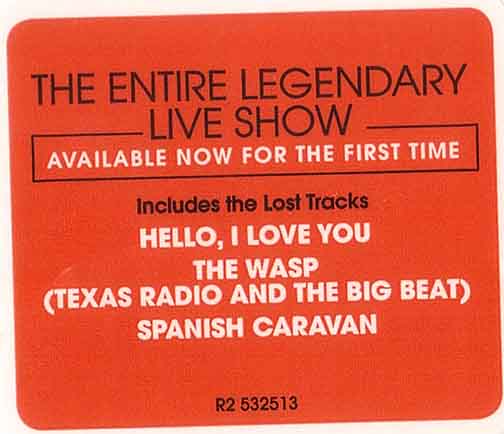 THE ENTIRE LEGENDARY
LIVE SHOW
AVAILABLE NOW FOR THE FIRST TIME
Includes the Lost Tracks
HELLO, I LOVE YOU
THE WASP
(TEXAS RADIO AND THE BIG BEAT)
SPANISH CARAVAN
R2 532513